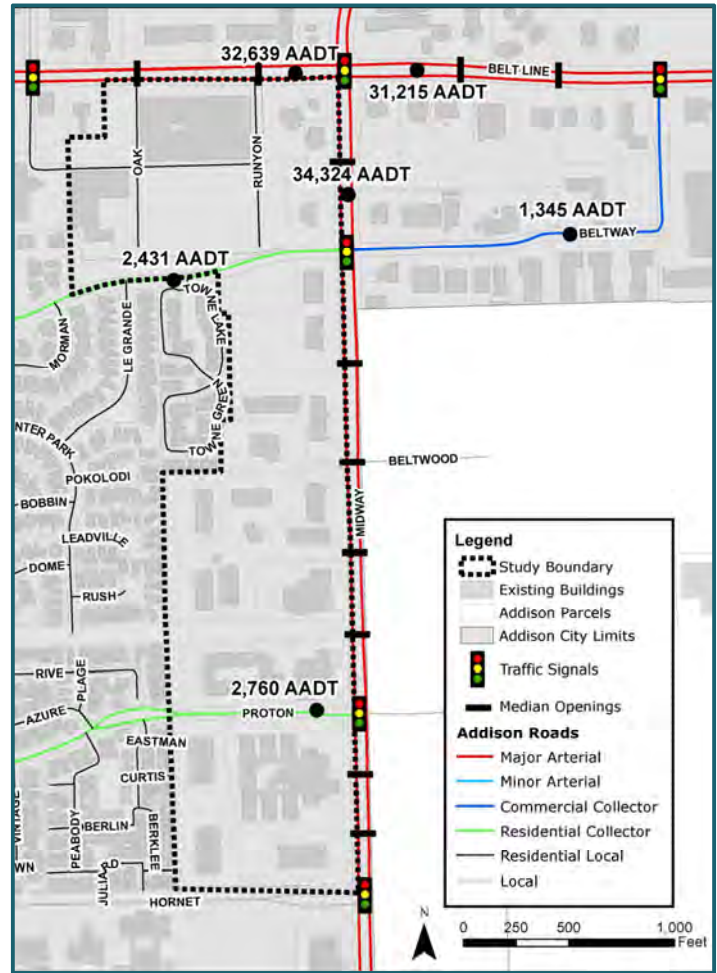 32,639 AADT
BELT LINE
31,215 AADT
OAK
RUNYON
34,324 AADT
1,345 AADT
BELTWAY
2,431 AADT
TOWNE LAKE
MORMAN
LE GRANDE
TOWNE GREEN
NTER PARK
BELTWOOD
POKOLODI
MIDWAY
BOBBIN
LEADVILLE
DOME
RUSH
RIVE
PLAGE
2,760 AADT
AZURE
PROTON
EASTMAN
CURTIS
VINTAGE
PEABODY
BERLIN
BERKLEE
WN
JULIARD
HORNET
Legend
Study Boundary
Existing Buildings
Addison Parcels
Addison City Limits
Traffic Signals
Median Openings
Addison Roads
Major Arterial
Minor Arterial
Commercial Collector
Residential Collector
Residential Local
Local
N
0 250 500 1,000
Feet